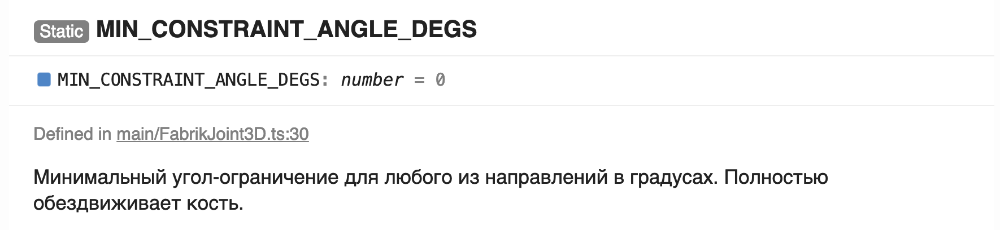 Static MIN_CONSTRAINT_ANGLE_DEGS
MIN_CONSTRAINT_ANGLE_DEGS: number = 0
Defined in main/FabrikJoint3D.ts:30
Минимальный угол-ограничение для любого из направлений в градусах. Полностью
обездвиживает кость.